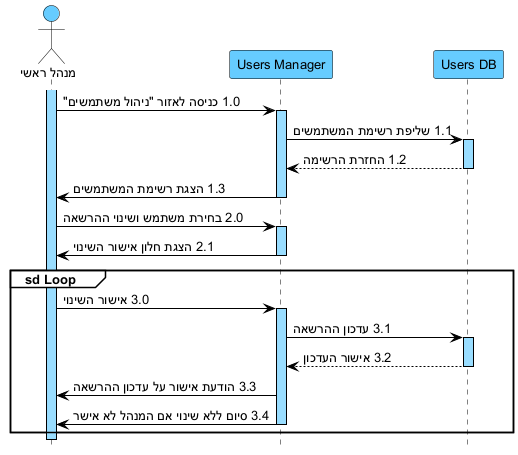 מנהל ראשי
Users Manager
Users DB
1.0 כניסה לאזור "ניהול משתמשים"
1.1 שליפת רשימת המשתמשים
1.2 החזרת הרשימה
1.3 הצגת רשימת המשתמשים
2.0 בחירת משתמש ושינוי ההרשאה
2.1 הצגת חלון אישור השינוי
sd Loop
3.0 אישור השינוי
3.1 עדכון ההרשאה
3.2 אישור העדכון
3.3 הודעת אישור על עדכון ההרשאה
3.4 סיום ללא שינוי אם המנהל לא אישר